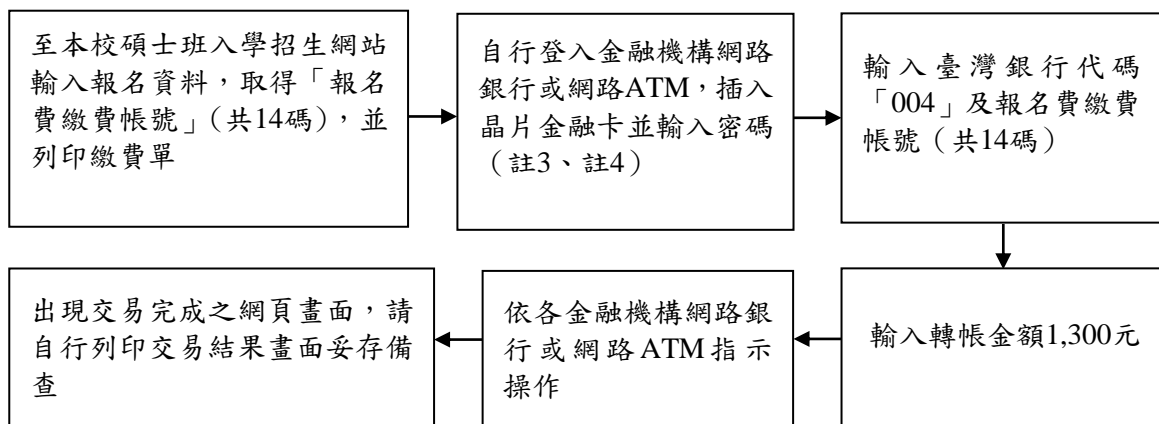 至本校碩士班入學招生網站
輸入報名資料，取得「報名
費繳費帳號」（共14碼），並
列印繳費單
自行登入金融機構網路
銀行或網路ATM，插入
晶片金融卡並輸入密碼
（註3、註4）
輸入臺灣銀行代碼
「004」及報名費繳費
帳號（共14碼）
輸入轉帳金額1,300元
依各金融機構網路銀
行或網路ATM指示
操作
出現交易完成之網頁畫面，請
自行列印交易結果畫面妥存備
查